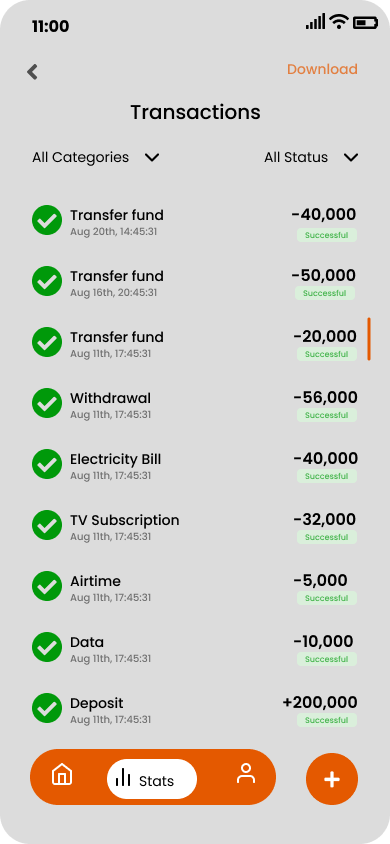 11:00
Download
Transactions
All Categories All Status
Transfer fund -40,000
Aug 20th, 14:45:31 Successful
Transfer fund -50,000
Aug 16th, 20:45:31 Successful
Transfer fund -20,000
Aug 11th, 17:45:31 Successful
Withdrawal -56,000
Aug 11th, 17:45:31 Successful
Electricity Bill -40,000
Aug 11th, 17:45:31 Successful
TV Subscription -32,000
Aug 11th, 17:45:31 Successful
Airtime -5,000
Aug 11th, 17:45:31 Successful
Data -10,000
Aug 11th, 17:45:31 Successful
Deposit +200,000
Aug 11th, 17:45:31 Successful
Stats